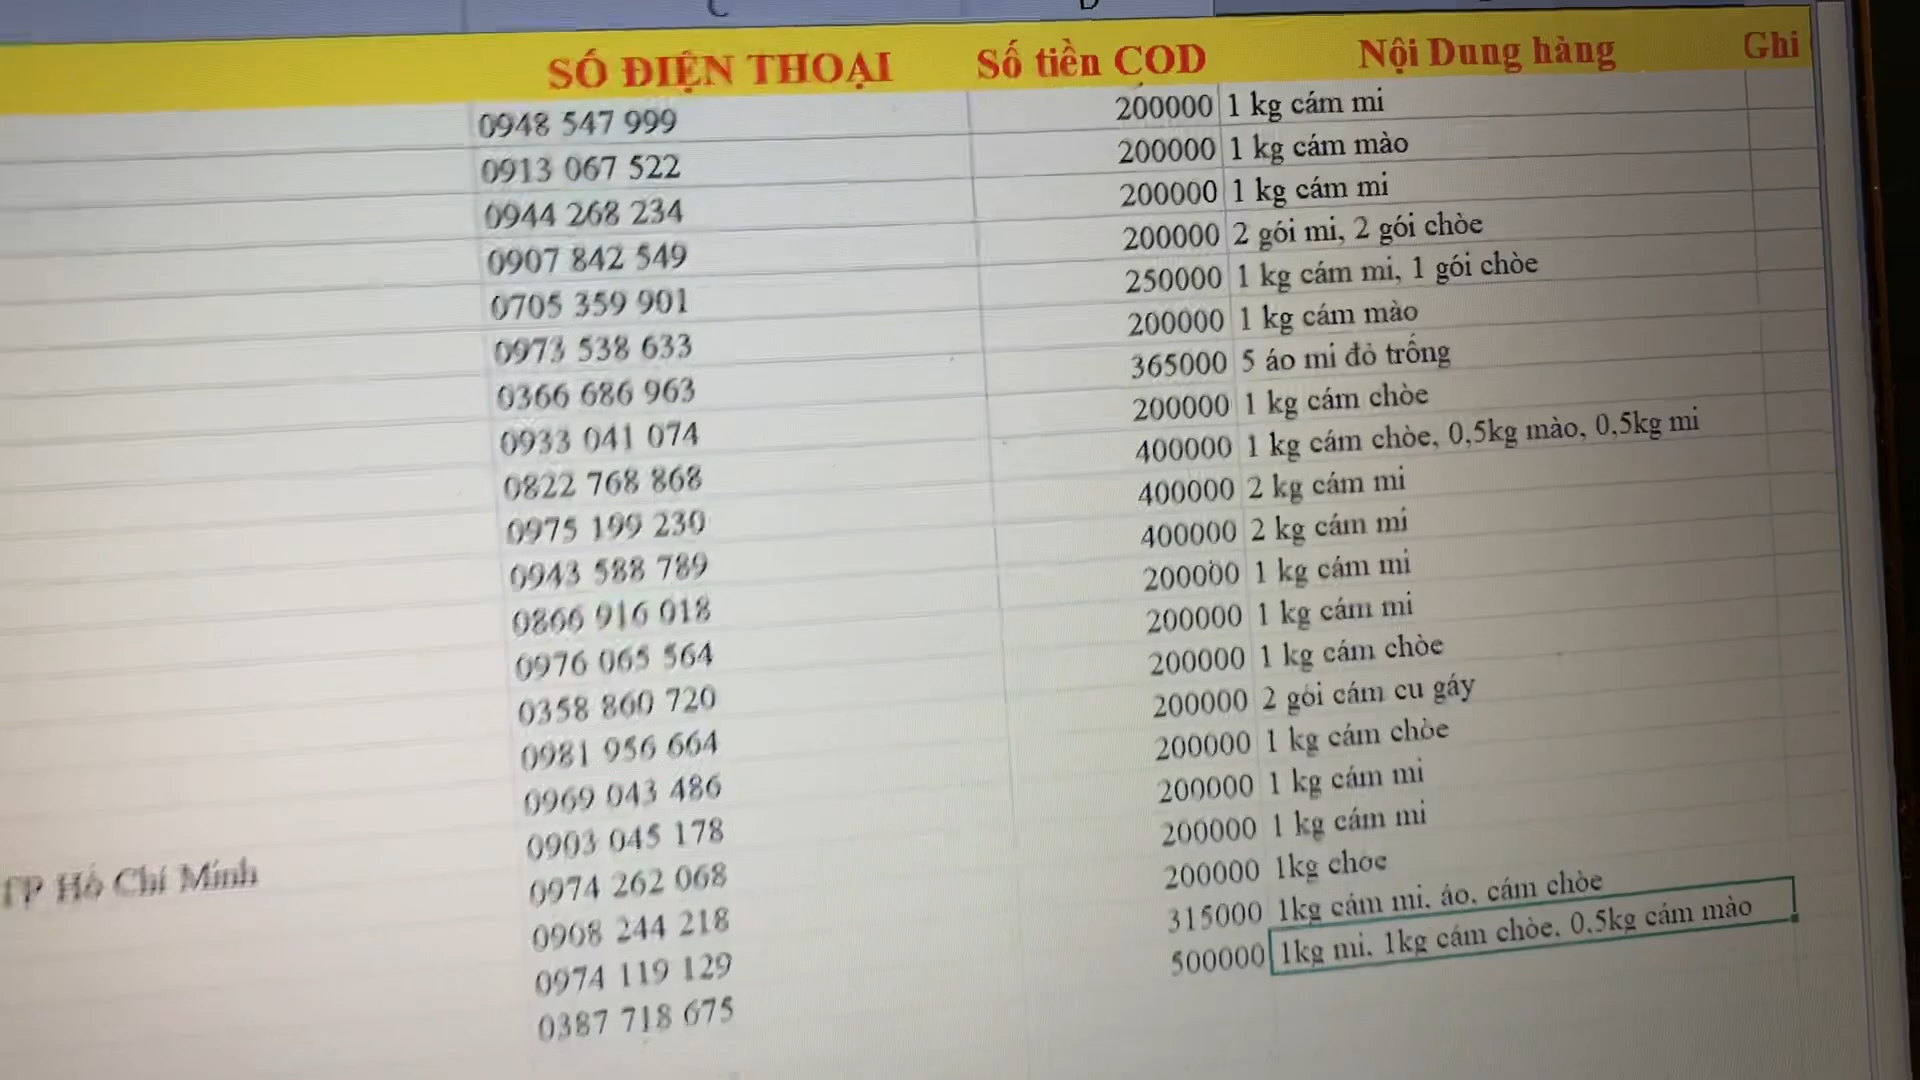 C D
SỐ ĐIỆN THOẠI Số tiền COD Nội Dung hàng Ghi
0948 547 999 200000 1 kg cám mi
0913 067 522 200000 1 kg cám mào
0944 268 234 200000 1 kg cám mi
0907 842 549 200000 2 gói mi, 2 gói chòe
0705 359 901 250000 1 kg cám mi, 1 gói chòe
0973 538 633 200000 1 kg cám mào
0366 686 963 365000 5 áo mi đỏ trống
0933 041 074 200000 1 kg cám chòe
0822 768 868 400000 1 kg cám chòe, 0,5kg mào, 0,5kg mi
0975 199 230 400000 2 kg cám mi
0943 588 789 400000 2 kg cám mi
0866 916 018 200000 1 kg cám mi
0976 065 564 200000 1 kg cám mi
0358 860 720 200000 1 kg cám chòe
0981 956 664 200000 2 gói cám cu gáy
0969 043 486 200000 1 kg cám chòe
TP Hồ Chí Minh 0903 045 178 200000 1 kg cám mi
0974 262 068 200000 1 kg cám mi
0908 244 218 200000 1kg chòe
0974 119 129 315000 1kg cám mi, áo, cám chòe
0387 718 675 500000 1kg mi, 1kg cám chòe, 0,5kg cám mào